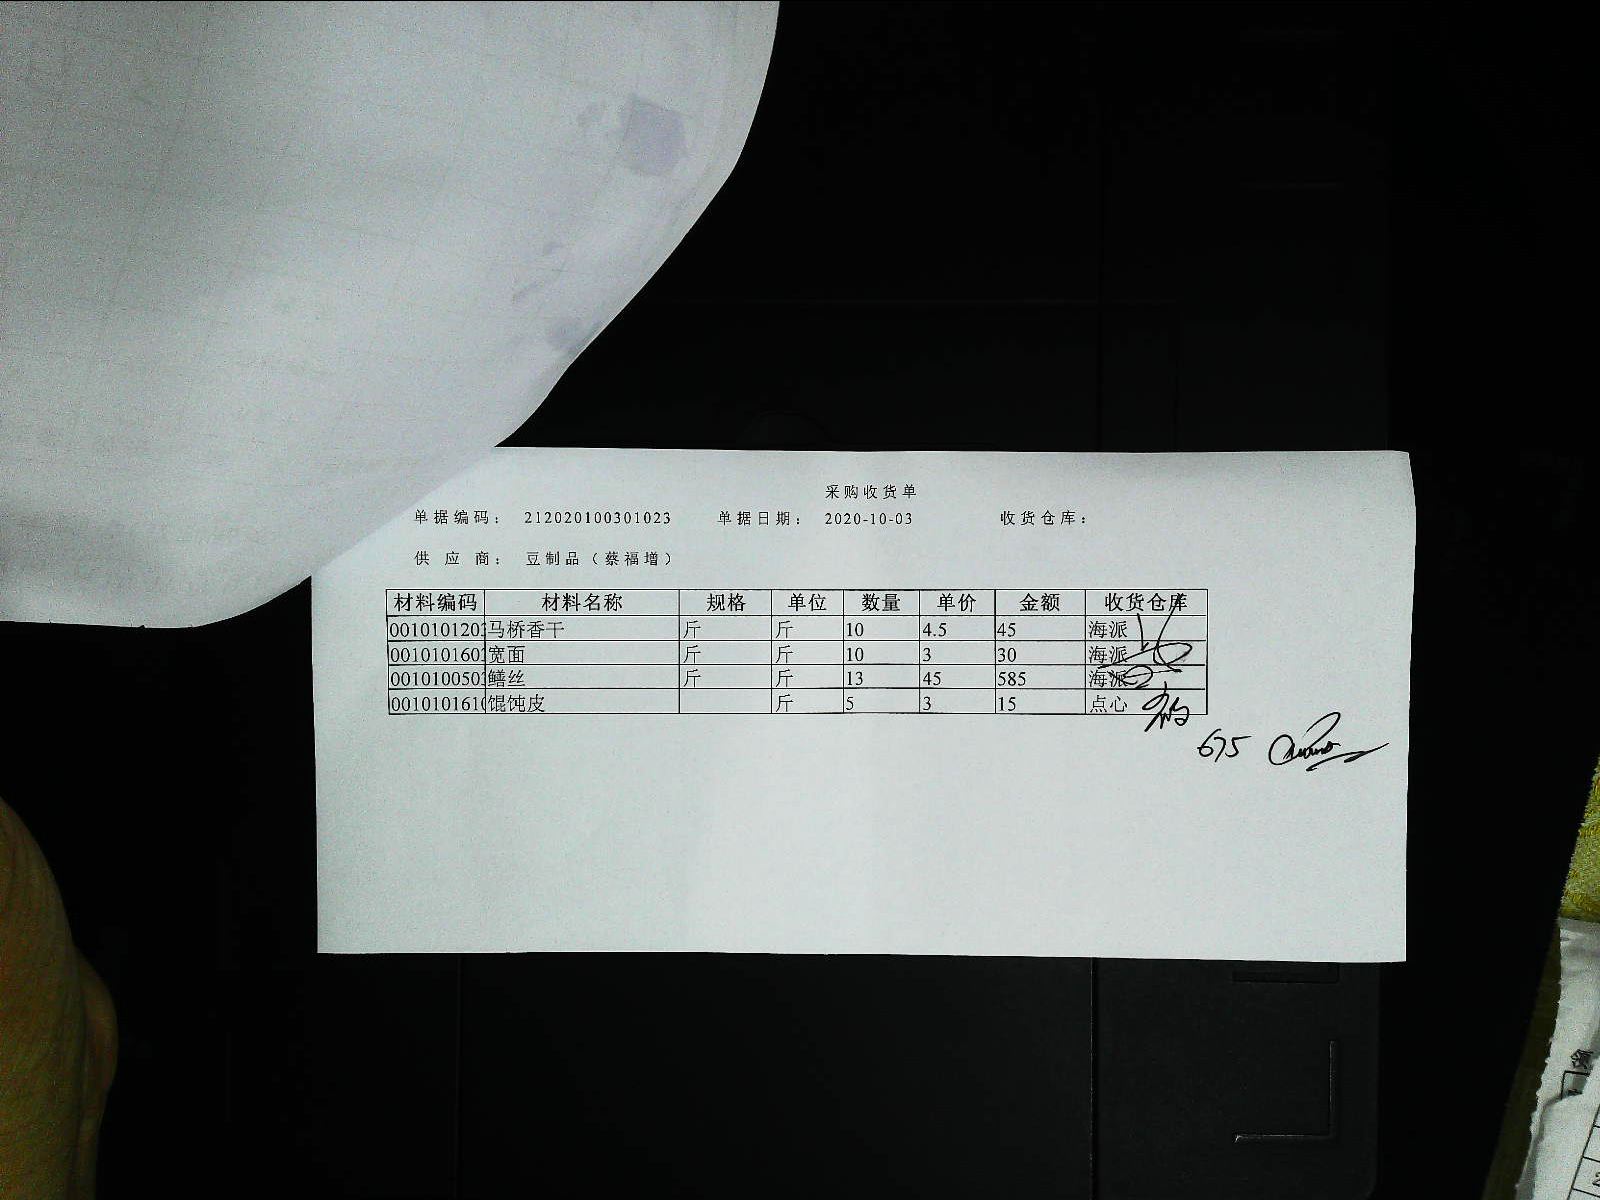 采购收货单
单据编码： 212020100301023 单据日期： 2020-10-03 收货仓库：
供 应 商： 豆制品（蔡福增）
材料编码 材料名称 规格 单位 数量 单价 金额 收货仓库
0010101203 马桥香干 斤 斤 10 4.5 45 海派
001010160 宽面 斤 斤 10 3 30 海派
001010050 鳝丝 斤 斤 13 45 585 海派
001010161 馄饨皮 斤 5 3 15 点心
675